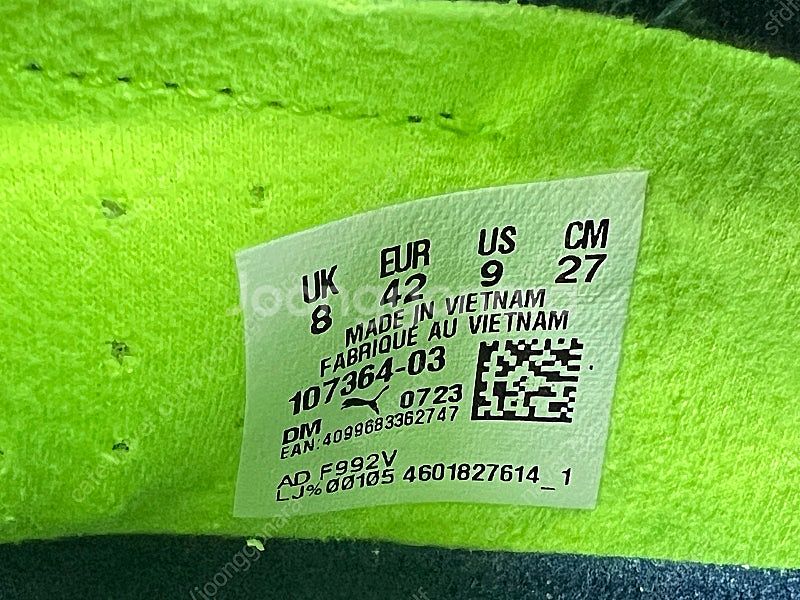 UK EUR US CM
8 42 9 27
MADE IN VIETNAM
FABRIQUE AU VIETNAM
107364-03
DM 0723
EAN:4099683362747
AD F992V
LJ%00105 4601827614_1